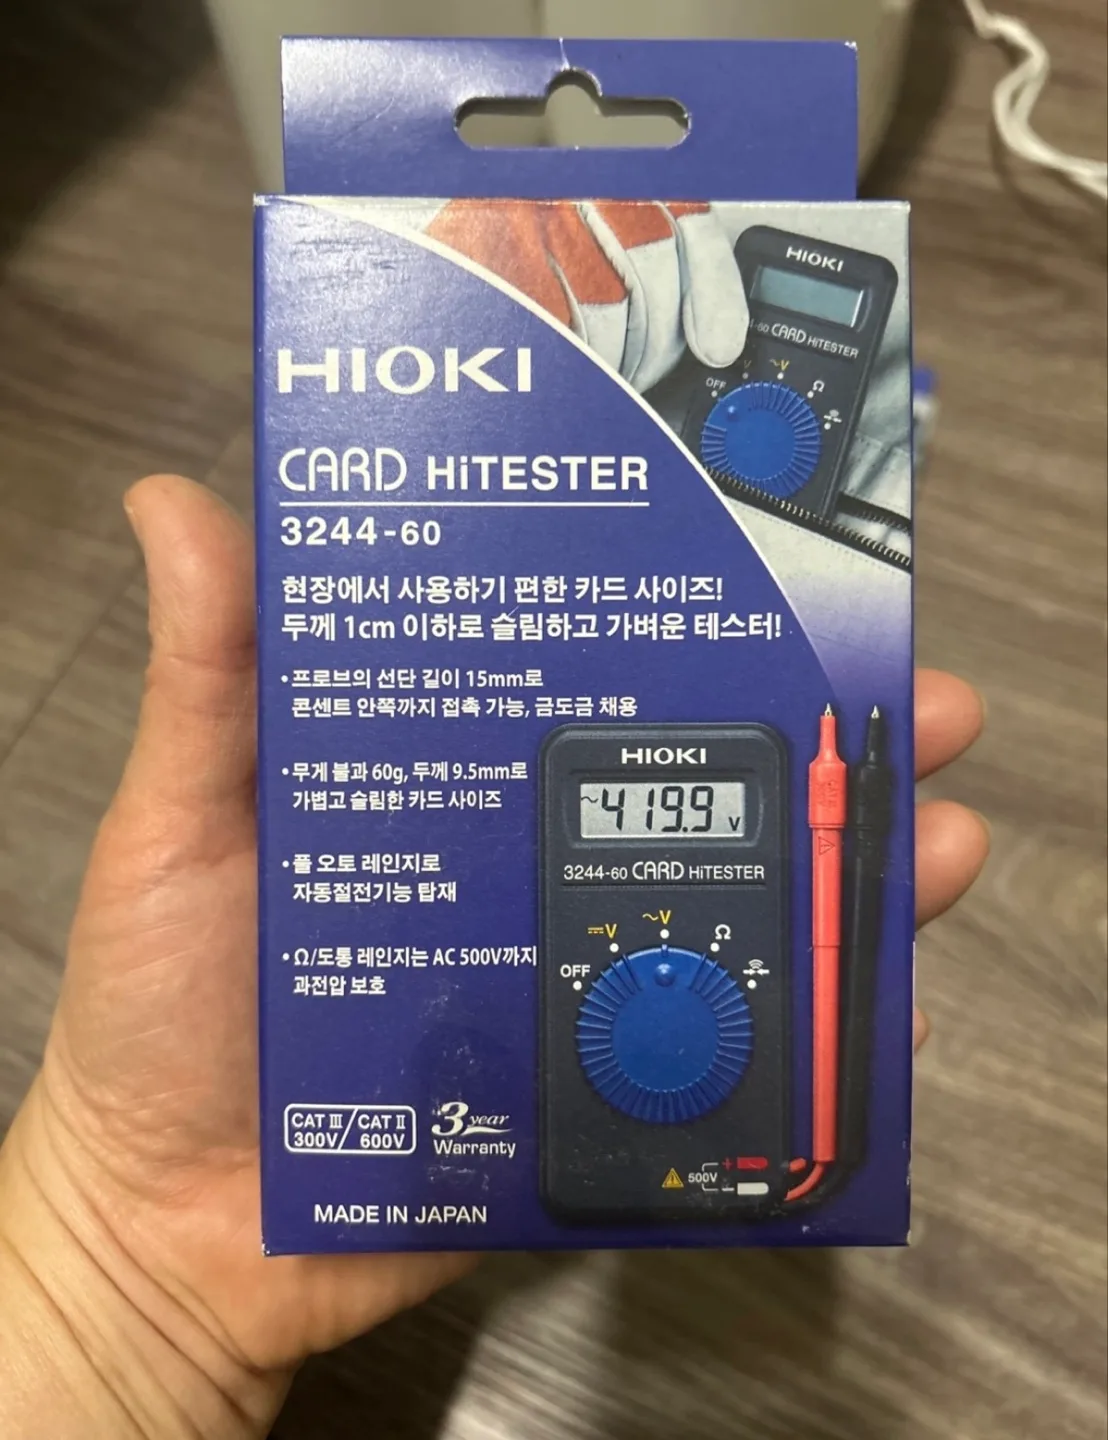 HIOKI
CARD HiTESTER
3244-60
현장에서 사용하기 편한 카드 사이즈!
두께 1cm 이하로 슬림하고 가벼운 테스터!
•프로브의 선단 길이 15mm로
콘센트 안쪽까지 접촉 가능, 금도금 채용
•무게 불과 60g, 두께 9.5mm로
가볍고 슬림한 카드 사이즈
•풀 오토 레인지로
자동절전기능 탑재
•Ω/도통 레인지는 AC 500V까지
과전압 보호
CAT III 300V / CAT II 600V
3 year Warranty
MADE IN JAPAN
HIOKI
-60 CARD HiTESTER
OFF V ~V Ω
HIOKI
~419.9 V
3244-60 CARD HiTESTER
OFF ⎓V ~V Ω
500V + −